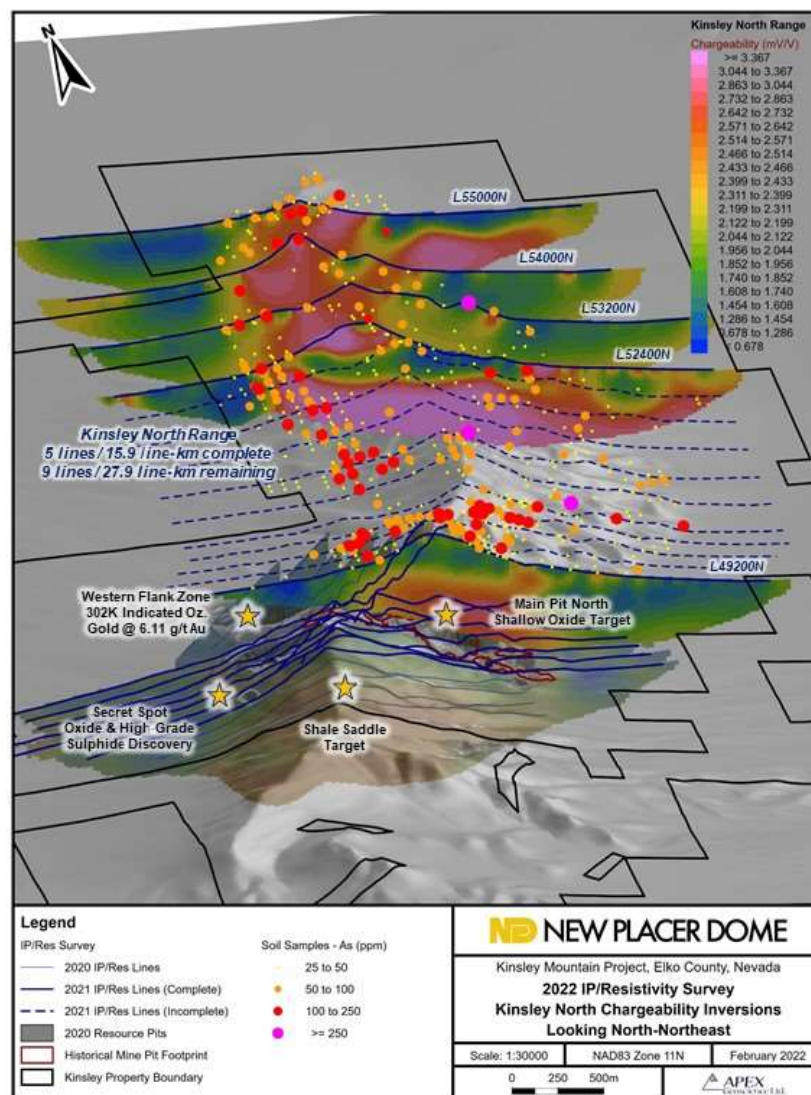 N
Kinsley North Range
Chargeability (mV/V)
>= 3.367
3.044 to 3.367
2.863 to 3.044
2.732 to 2.863
2.642 to 2.732
2.571 to 2.642
2.514 to 2.571
2.466 to 2.514
2.433 to 2.466
2.399 to 2.433
2.311 to 2.399
2.199 to 2.311
2.122 to 2.199
2.044 to 2.122
1.956 to 2.044
1.852 to 1.956
1.740 to 1.852
1.608 to 1.740
1.454 to 1.608
1.286 to 1.454
0.678 to 1.286
< 0.678
L55000N
L54000N
L53200N
L52400N
Kinsley North Range
5 lines / 15.9 line-km complete
9 lines / 27.9 line-km remaining
L49200N
Western Flank Zone
302K Indicated Oz.
Gold @ 6.11 g/t Au
Main Pit North
Shallow Oxide Target
Secret Spot
Oxide & High-Grade
Sulphide Discovery
Shale Saddle
Target
Legend
IP/Res Survey
2020 IP/Res Lines
2021 IP/Res Lines (Complete)
2021 IP/Res Lines (Incomplete)
2020 Resource Pits
Historical Mine Pit Footprint
Kinsley Property Boundary
Soil Samples - As (ppm)
25 to 50
50 to 100
100 to 250
>= 250
NEW PLACER DOME
Kinsley Mountain Project, Elko County, Nevada
2022 IP/Resistivity Survey
Kinsley North Chargeability Inversions
Looking North-Northeast
Scale: 1:30000
NAD83 Zone 11N
February 2022
0 250 500m
APEX
Geoscience Ltd.